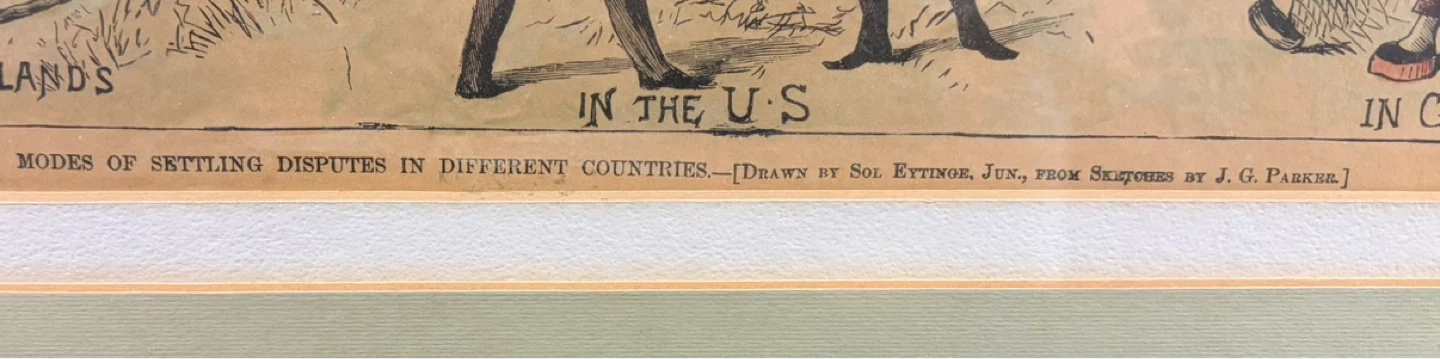 LANDS
IN THE U·S
IN
MODES OF SETTLING DISPUTES IN DIFFERENT COUNTRIES.—[DRAWN BY SOL EYTINGE, JUN., FROM SKETCHES BY J. G. PARKER.]